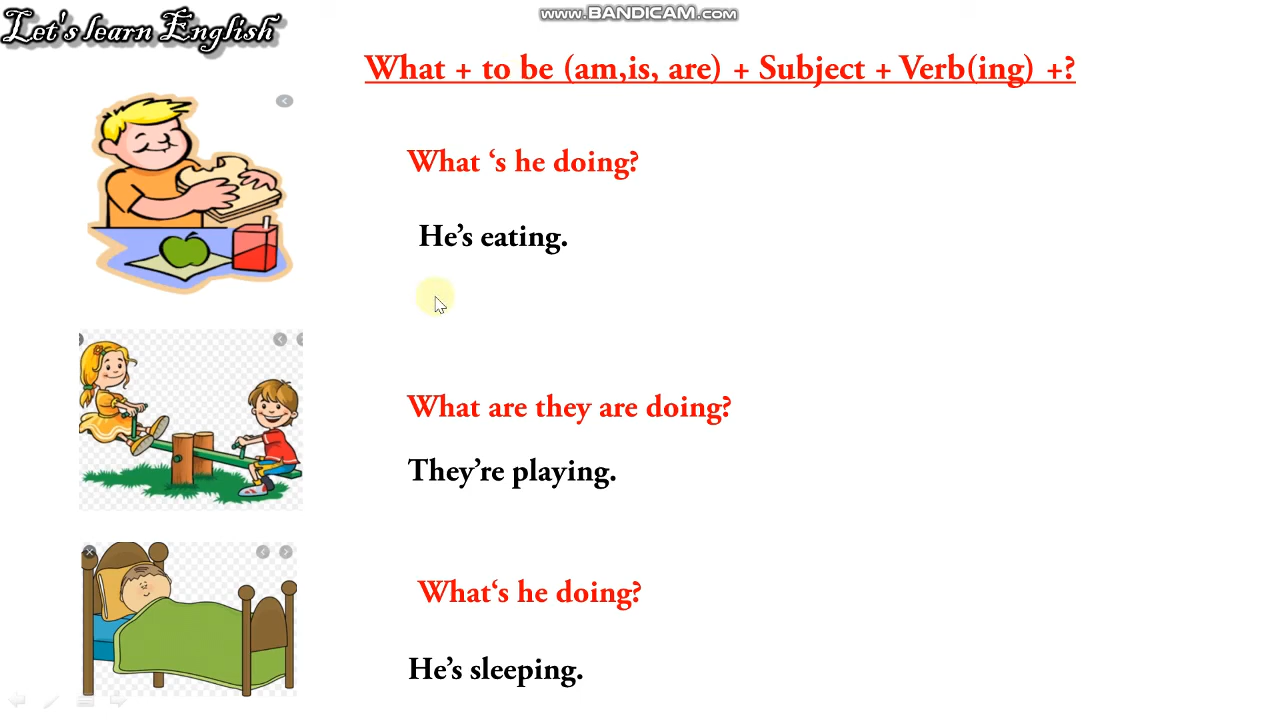 Let's learn English
www.BANDICAM.com
What + to be (am,is, are) + Subject + Verb(ing) +?
What ‘s he doing?
He’s eating.
What are they are doing?
They’re playing.
What‘s he doing?
He’s sleeping.